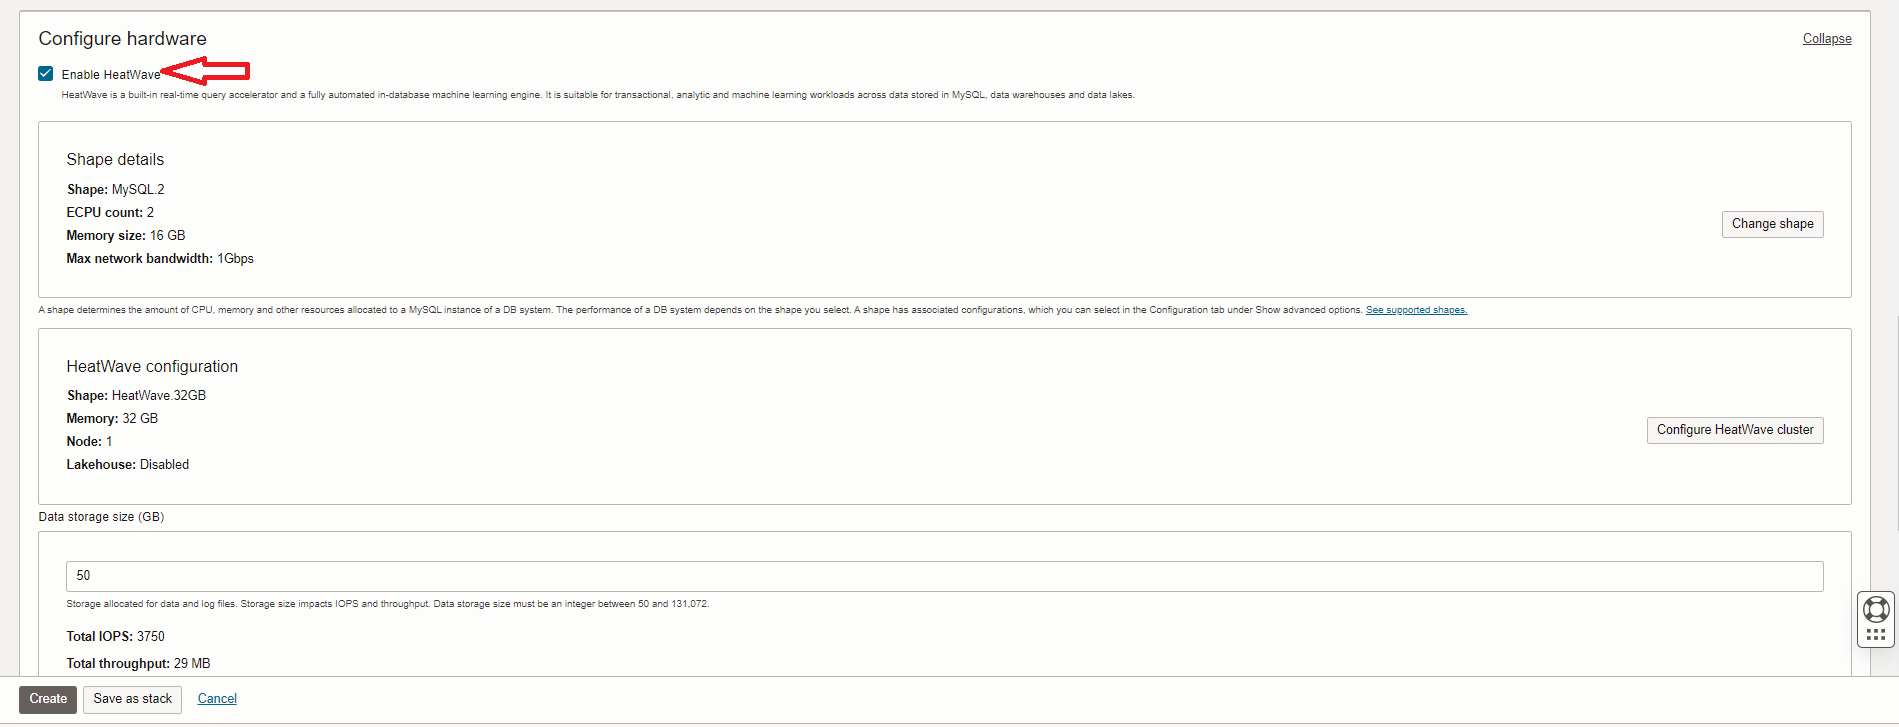 Configure hardware
Collapse
Enable HeatWave
HeatWave is a built-in real-time query accelerator and a fully automated in-database machine learning engine. It is suitable for transactional, analytic and machine learning workloads across data stored in MySQL, data warehouses and data lakes.
Shape details
Shape: MySQL.2
ECPU count: 2
Memory size: 16 GB
Max network bandwidth: 1Gbps
Change shape
A shape determines the amount of CPU, memory and other resources allocated to a MySQL instance of a DB system. The performance of a DB system depends on the shape you select. A shape has associated configurations, which you can select in the Configuration tab under Show advanced options. See supported shapes.
HeatWave configuration
Shape: HeatWave.32GB
Memory: 32 GB
Node: 1
Lakehouse: Disabled
Configure HeatWave cluster
Data storage size (GB)
50
Storage allocated for data and log files. Storage size impacts IOPS and throughput. Data storage size must be an integer between 50 and 131,072.
Total IOPS: 3750
Total throughput: 29 MB
Create
Save as stack
Cancel